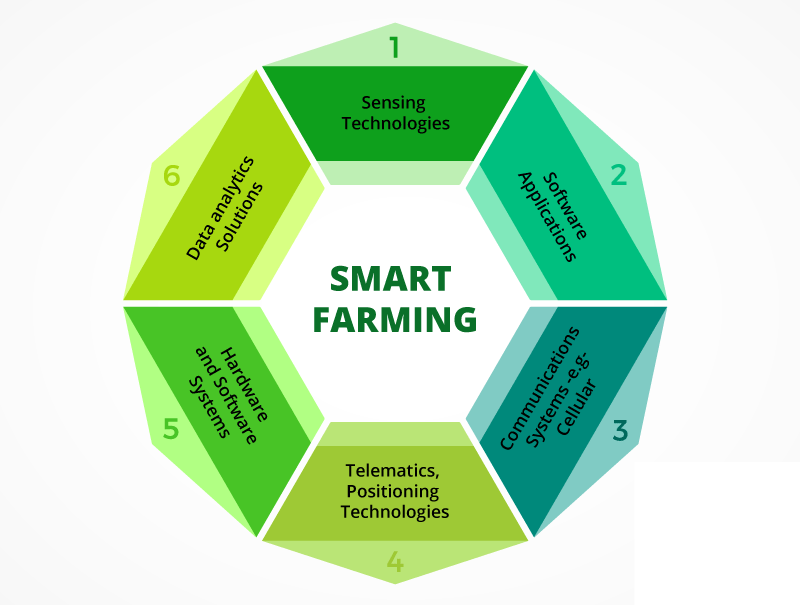 1
Sensing
Technologies
2
Software
Applications
3
Communications
Systems -e.g-
Cellular
4
Telematics,
Positioning
Technologies
5
Hardware
and Software
Systems
6
Data analytics
Solutions
SMART
FARMING